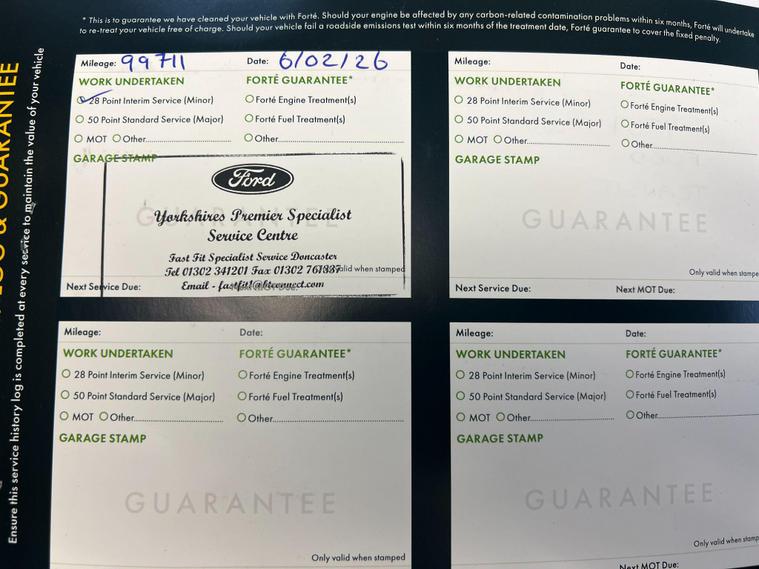 * This is to guarantee we have cleaned your vehicle with Forté. Should your engine be affected by any carbon-related contamination problems within six months, Forté will undertake
to re-treat your vehicle free of charge. Should your vehicle fail a roadside emissions test within six months of the treatment date, Forté guarantee to cover the fixed penalty.
LOG & GUARANTEE
Ensure this service history log is completed at every service to maintain the value of your vehicle
Mileage: 99711 Date: 6/02/26
WORK UNDERTAKEN FORTÉ GUARANTEE*
28 Point Interim Service (Minor) Forté Engine Treatment(s)
50 Point Standard Service (Major) Forté Fuel Treatment(s)
MOT Other Other
GARAGE STAMP
Ford
GUARANTEE
Yorkshires Premier Specialist
Service Centre
Fast Fit Specialist Service Doncaster
Tel 01302 341201 Fax 01302 761337 valid when stamped
Email - fastfit1@btconnect.com
Next Service Due:
Mileage: Date:
WORK UNDERTAKEN FORTÉ GUARANTEE*
28 Point Interim Service (Minor) Forté Engine Treatment(s)
50 Point Standard Service (Major) Forté Fuel Treatment(s)
MOT Other Other
GARAGE STAMP
GUARANTEE
Only valid when stampe
Next Service Due: Next MOT Due:
Mileage: Date:
WORK UNDERTAKEN FORTÉ GUARANTEE*
28 Point Interim Service (Minor) Forté Engine Treatment(s)
50 Point Standard Service (Major) Forté Fuel Treatment(s)
MOT Other Other
GARAGE STAMP
GUARANTEE
Only valid when stamped
Mileage: Date:
WORK UNDERTAKEN FORTÉ GUARANTEE*
28 Point Interim Service (Minor) Forté Engine Treatment(s)
50 Point Standard Service (Major) Forté Fuel Treatment(s)
MOT Other Other
GARAGE STAMP
GUARANTEE
Only valid when stamp
Next MOT Due: